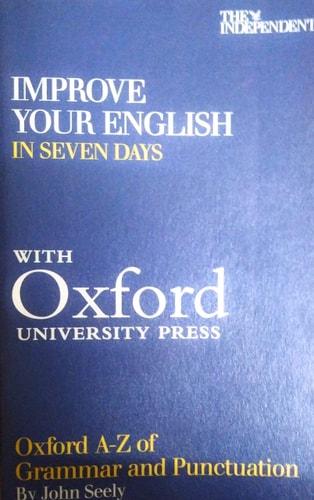 THE
INDEPENDENT
IMPROVE
YOUR ENGLISH
IN SEVEN DAYS
WITH
Oxford
UNIVERSITY PRESS
Oxford A-Z of
Grammar and Punctuation
By John Seely